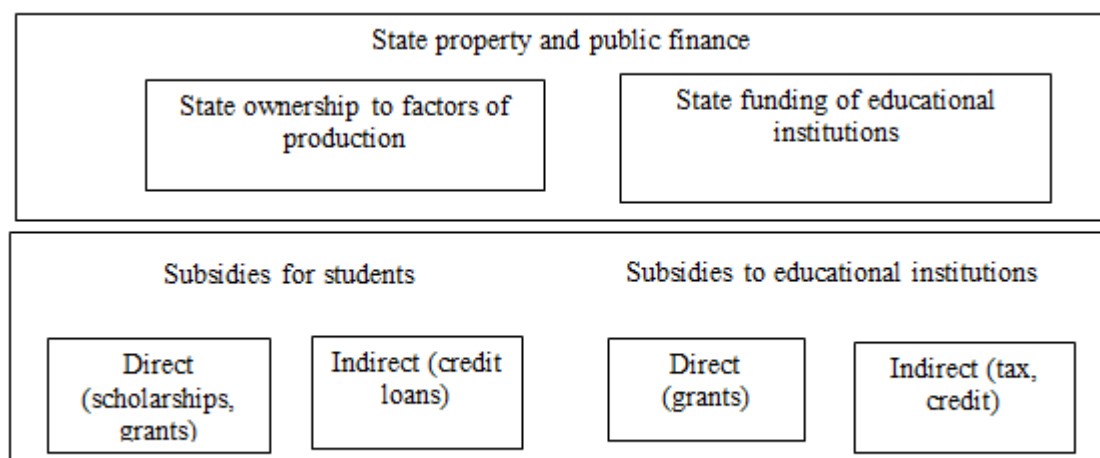 State property and public finance
State ownership to factors of
production
State funding of educational
institutions
Subsidies for students
Subsidies to educational institutions
Direct
(scholarships,
grants)
Indirect (credit
loans)
Direct
(grants)
Indirect (tax,
credit)